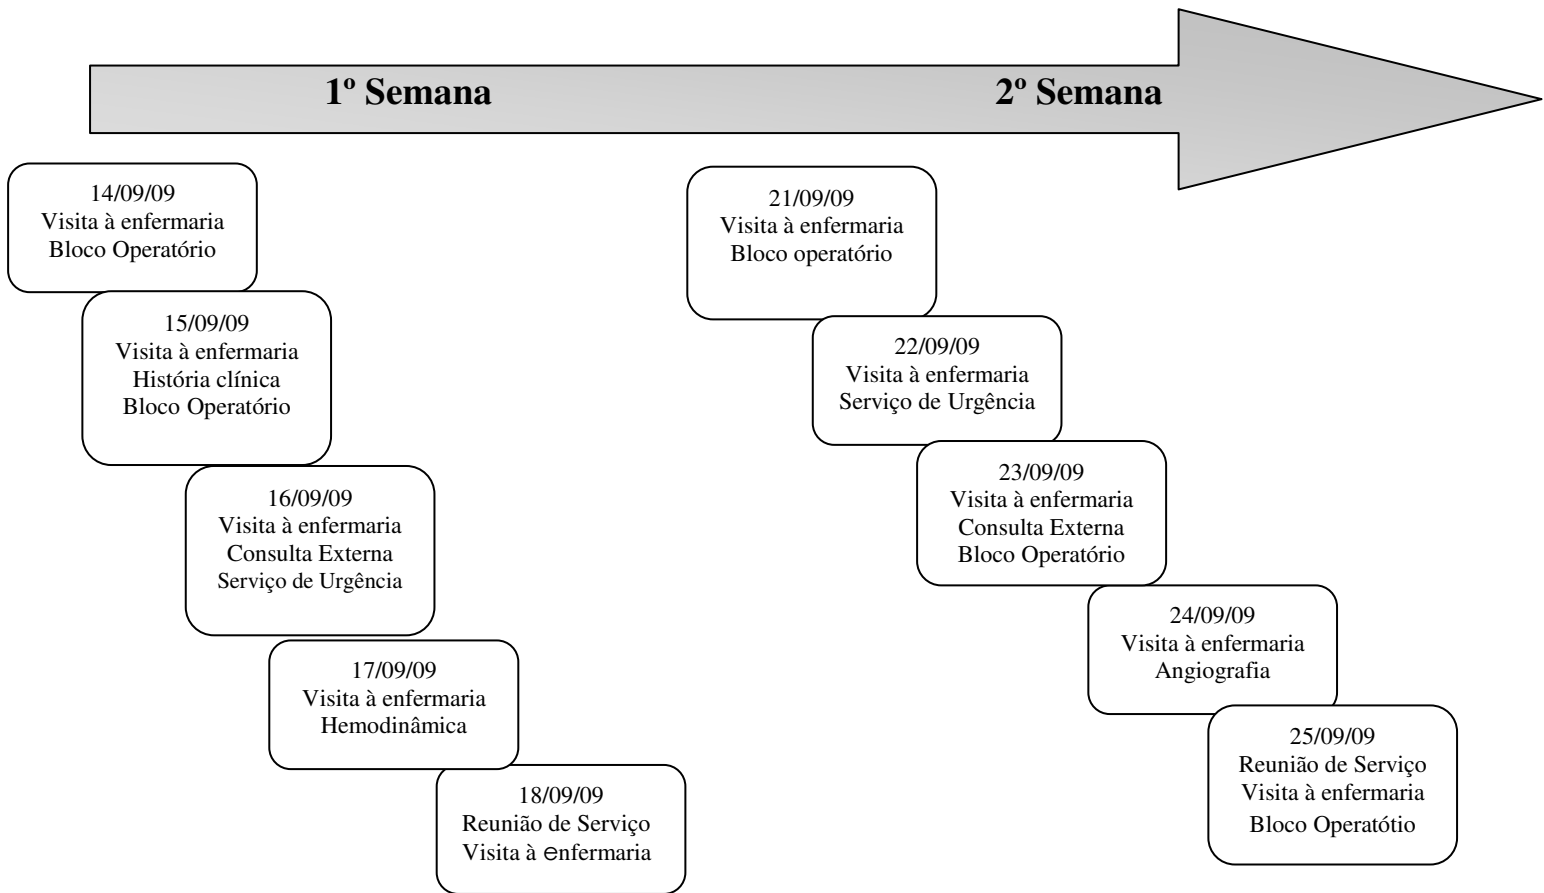 1º Semana
2º Semana
14/09/09
Visita à enfermaria
Bloco Operatório
15/09/09
Visita à enfermaria
História clínica
Bloco Operatório
16/09/09
Visita à enfermaria
Consulta Externa
Serviço de Urgência
17/09/09
Visita à enfermaria
Hemodinâmica
18/09/09
Reunião de Serviço
Visita à enfermaria
21/09/09
Visita à enfermaria
Bloco operatório
22/09/09
Visita à enfermaria
Serviço de Urgência
23/09/09
Visita à enfermaria
Consulta Externa
Bloco Operatório
24/09/09
Visita à enfermaria
Angiografia
25/09/09
Reunião de Serviço
Visita à enfermaria
Bloco Operatótio